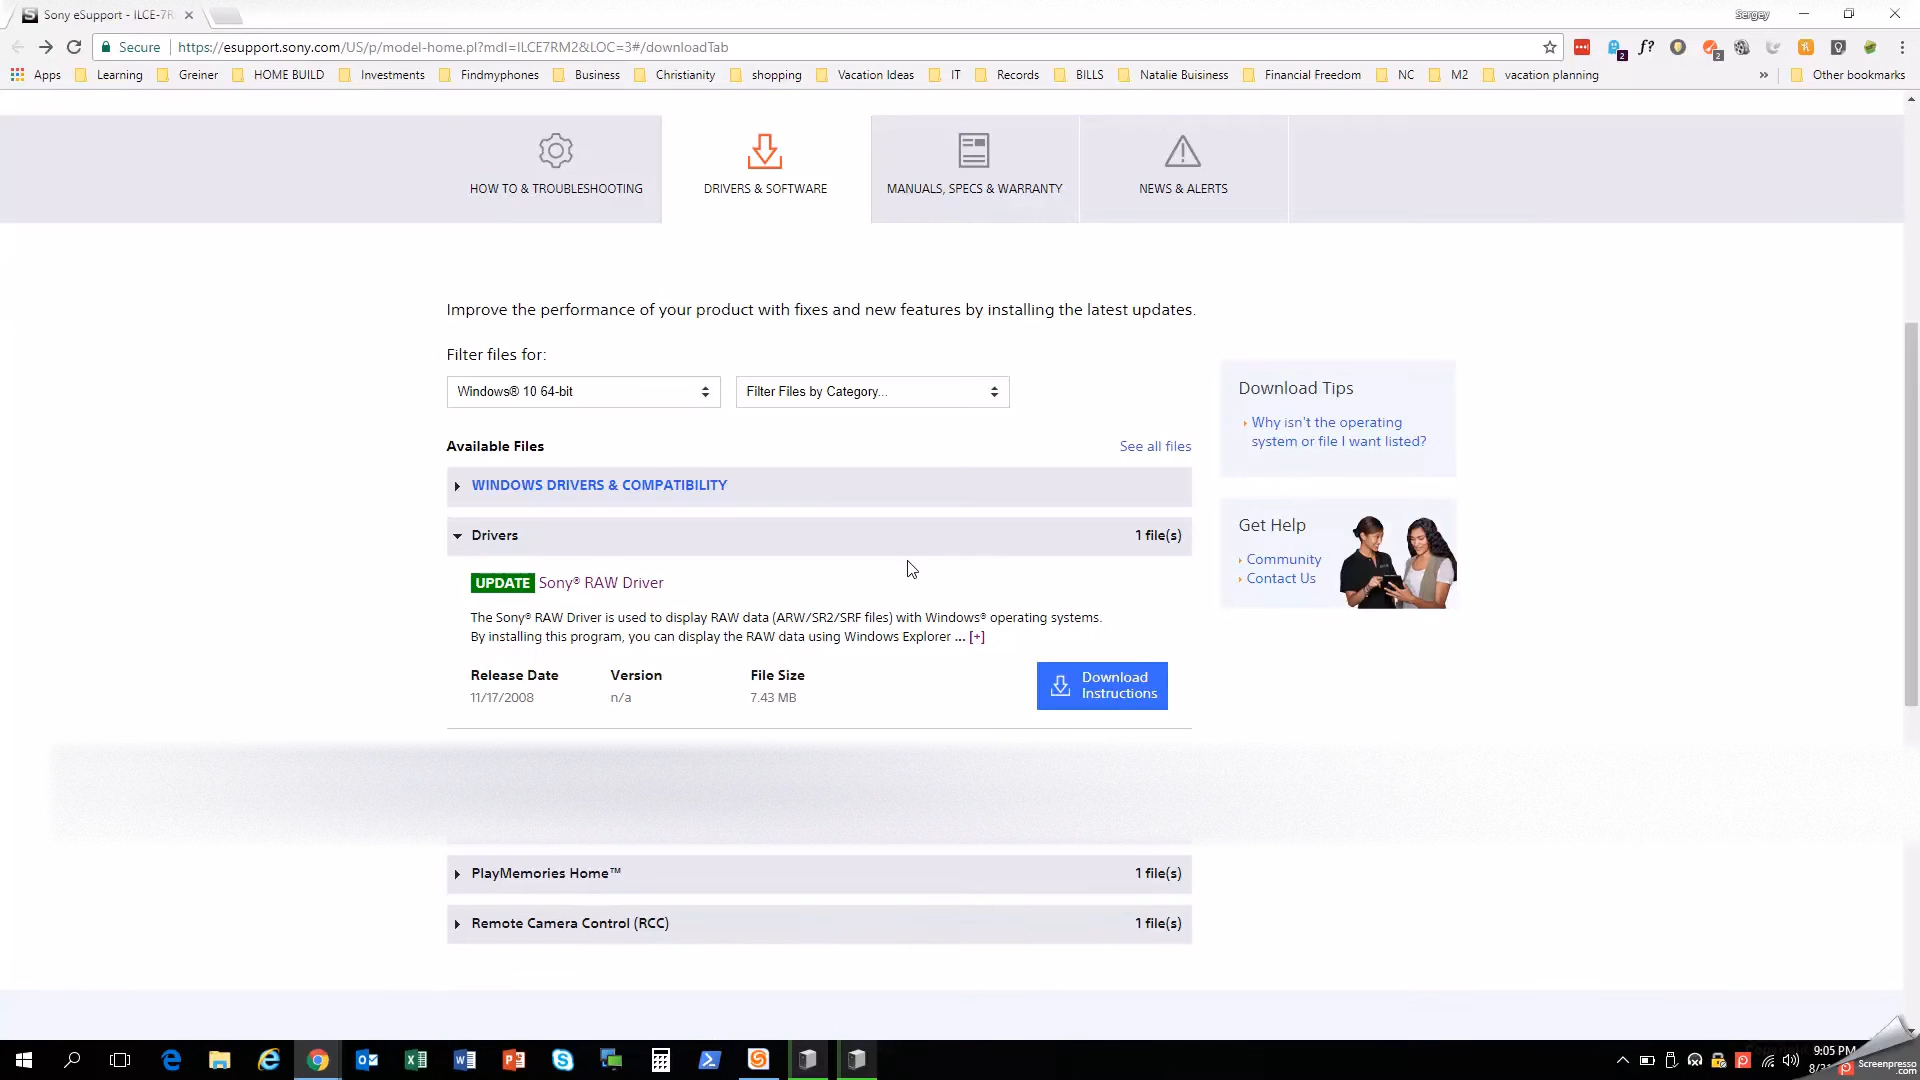 Sony eSupport - ILCE-7R
Sergey
Secure
https://esupport.sony.com/US/p/model-home.pl?mdl=ILCE7RM2&LOC=3#/downloadTab
f?
2
2
Apps
Learning
Greiner
HOME BUILD
Investments
Findmyphones
Business
Christianity
shopping
Vacation Ideas
IT
Records
BILLS
Natalie Buisiness
Financial Freedom
NC
M2
vacation planning
»
Other bookmarks
HOW TO & TROUBLESHOOTING
DRIVERS & SOFTWARE
MANUALS, SPECS & WARRANTY
NEWS & ALERTS
Improve the performance of your product with fixes and new features by installing the latest updates.
Filter files for:
Windows® 10 64-bit
Filter Files by Category...
Available Files
See all files
WINDOWS DRIVERS & COMPATIBILITY
Drivers
1 file(s)
UPDATE Sony® RAW Driver
The Sony® RAW Driver is used to display RAW data (ARW/SR2/SRF files) with Windows® operating systems.
By installing this program, you can display the RAW data using Windows Explorer ... [+]
Release Date
Version
File Size
11/17/2008
n/a
7.43 MB
Download
Instructions
PlayMemories Home™
1 file(s)
Remote Camera Control (RCC)
1 file(s)
Download Tips
Why isn't the operating
system or file I want listed?
Get Help
Community
Contact Us
9:05 PM
Screenpresso
.com